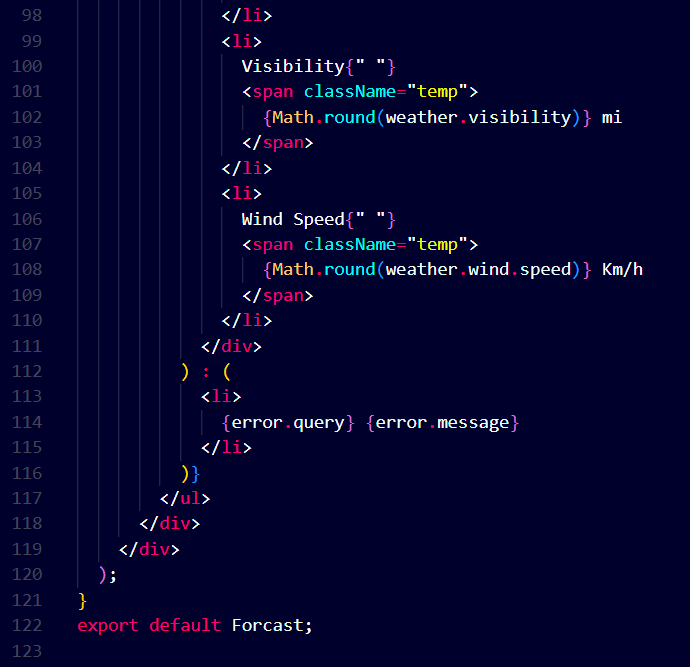 98 </li>
99 <li>
100 Visibility{" "}
101 <span className="temp">
102 {Math.round(weather.visibility)} mi
103 </span>
104 </li>
105 <li>
106 Wind Speed{" "}
107 <span className="temp">
108 {Math.round(weather.wind.speed)} Km/h
109 </span>
110 </li>
111 </div>
112 ) : (
113 <li>
114 {error.query} {error.message}
115 </li>
116 )}
117 </ul>
118 </div>
119 </div>
120 );
121 }
122 export default Forcast;
123